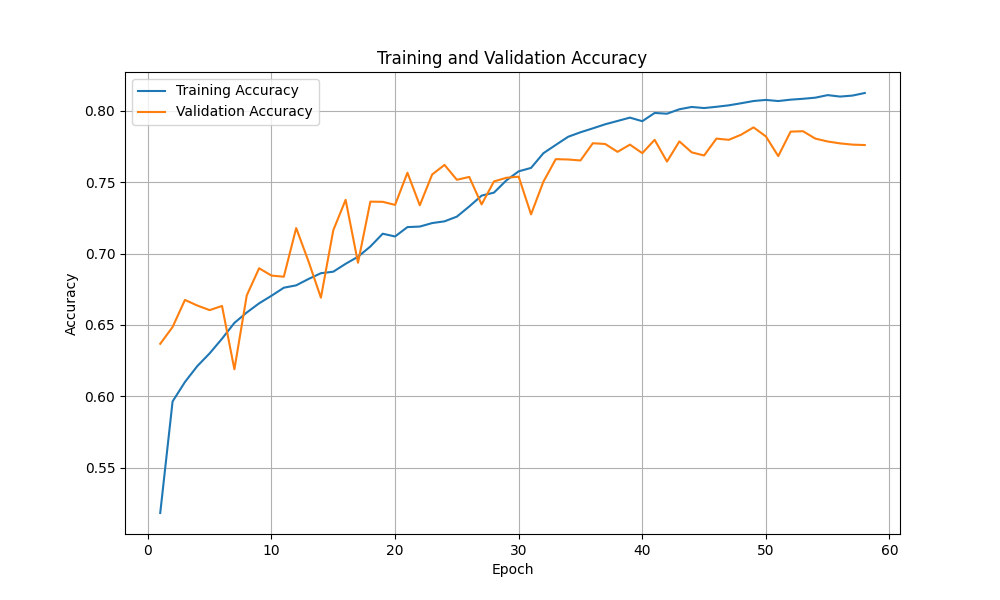 Training and Validation Accuracy
Training Accuracy
Validation Accuracy
0.80
0.75
0.70
0.65
0.60
0.55
Accuracy
0 10 20 30 40 50 60
Epoch